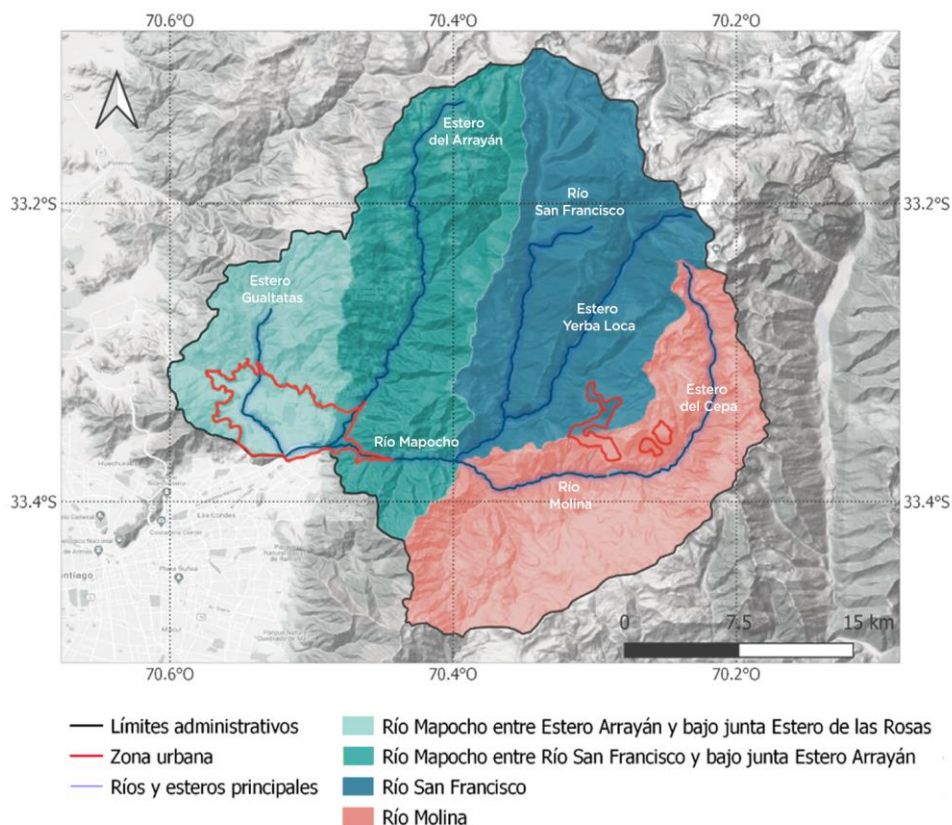 70.6°O 70.4°O 70.2°O
Estero
del Arrayán
33.2°S 33.2°S
Río
San Francisco
Estero
Gualtatas
Estero
Yerba Loca
Estero
del Cepa
Río Mapocho
Río
Molina
33.4°S 33.4°S
Las Condes
0 7.5 15 km
70.6°O 70.4°O 70.2°O
Límites administrativos
Zona urbana
Ríos y esteros principales
Río Mapocho entre Estero Arrayán y bajo junta Estero de las Rosas
Río Mapocho entre Río San Francisco y bajo junta Estero Arrayán
Río San Francisco
Río Molina